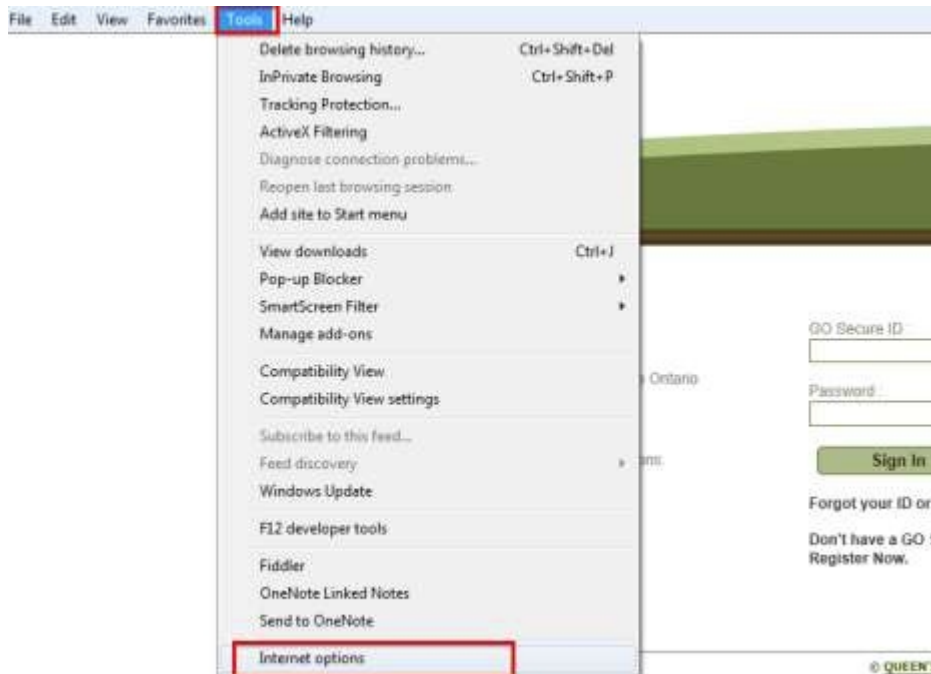 File Edit View Favorites Tools Help
Delete browsing history... Ctrl+Shift+Del
InPrivate Browsing Ctrl+Shift+P
Tracking Protection...
ActiveX Filtering
Diagnose connection problems...
Reopen last browsing session
Add site to Start menu
View downloads Ctrl+J
Pop-up Blocker
SmartScreen Filter
Manage add-ons
GO Secure ID
Compatibility View
Ontario
Compatibility View settings
Password
Subscribe to this feed...
Feed discovery
Sign In
Windows Update
Forgot your ID or
F12 developer tools
Don't have a GO
Register Now.
Fiddler
OneNote Linked Notes
Send to OneNote
Internet options
© QUEEN'